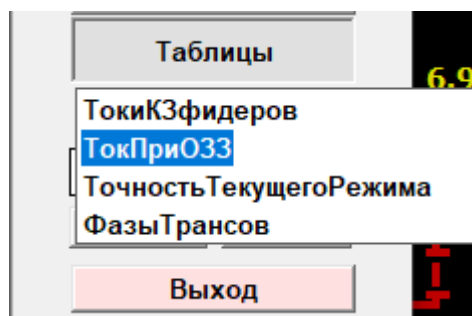 Таблицы
6.9
ТокиКЗфидеров
ТокПриОЗЗ
ТочностьТекущегоРежима
ФазыТрансов
Выход